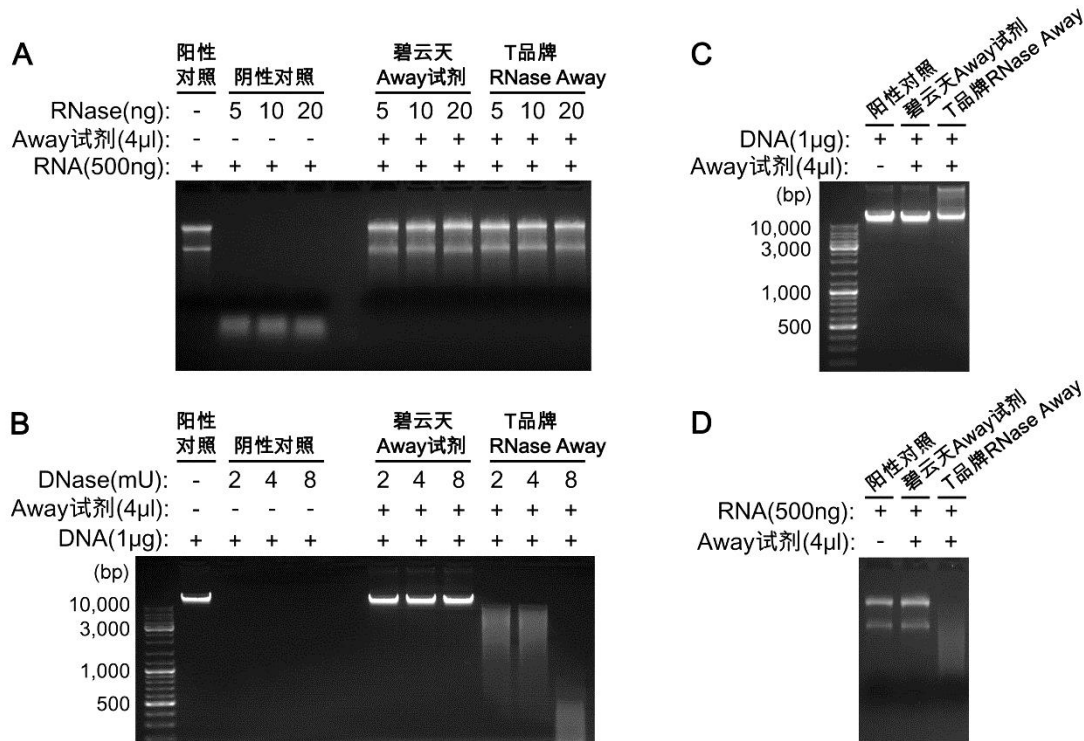 A
阳性
对照
阴性对照
碧云天
Away试剂
T品牌
RNase Away
RNase(ng): - 5 10 20 5 10 20 5 10 20
Away试剂(4μl): - - - - + + + + + +
RNA(500ng): + + + + + + + + + +
B
阳性
对照
阴性对照
碧云天
Away试剂
T品牌
RNase Away
DNase(mU): - 2 4 8 2 4 8 2 4 8
Away试剂(4μl): - - - - + + + + + +
DNA(1μg): + + + + + + + + + +
(bp)
10,000
3,000
1,000
500
C
阳性对照
碧云天Away试剂
T品牌RNase Away
DNA(1μg): + + +
Away试剂(4μl): - + +
(bp)
10,000
3,000
1,000
500
D
阳性对照
碧云天Away试剂
T品牌RNase Away
RNA(500ng): + + +
Away试剂(4μl): - + +